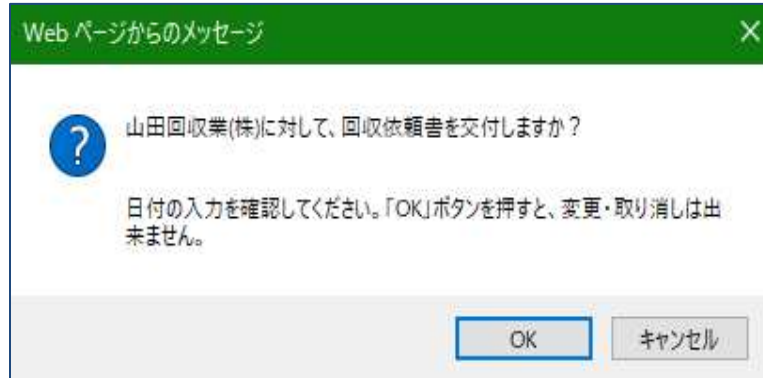 Web ページからのメッセージ
山田回収業(株)に対して、回収依頼書を交付しますか？
日付の入力を確認してください。「OK」ボタンを押すと、変更・取り消しは出
来ません。
OK
キャンセル